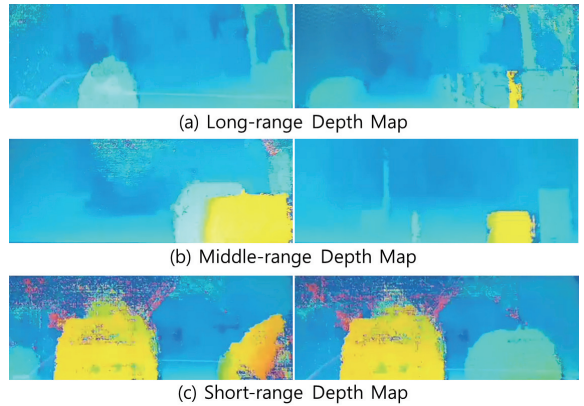 (a) Long-range Depth Map
(b) Middle-range Depth Map
(c) Short-range Depth Map